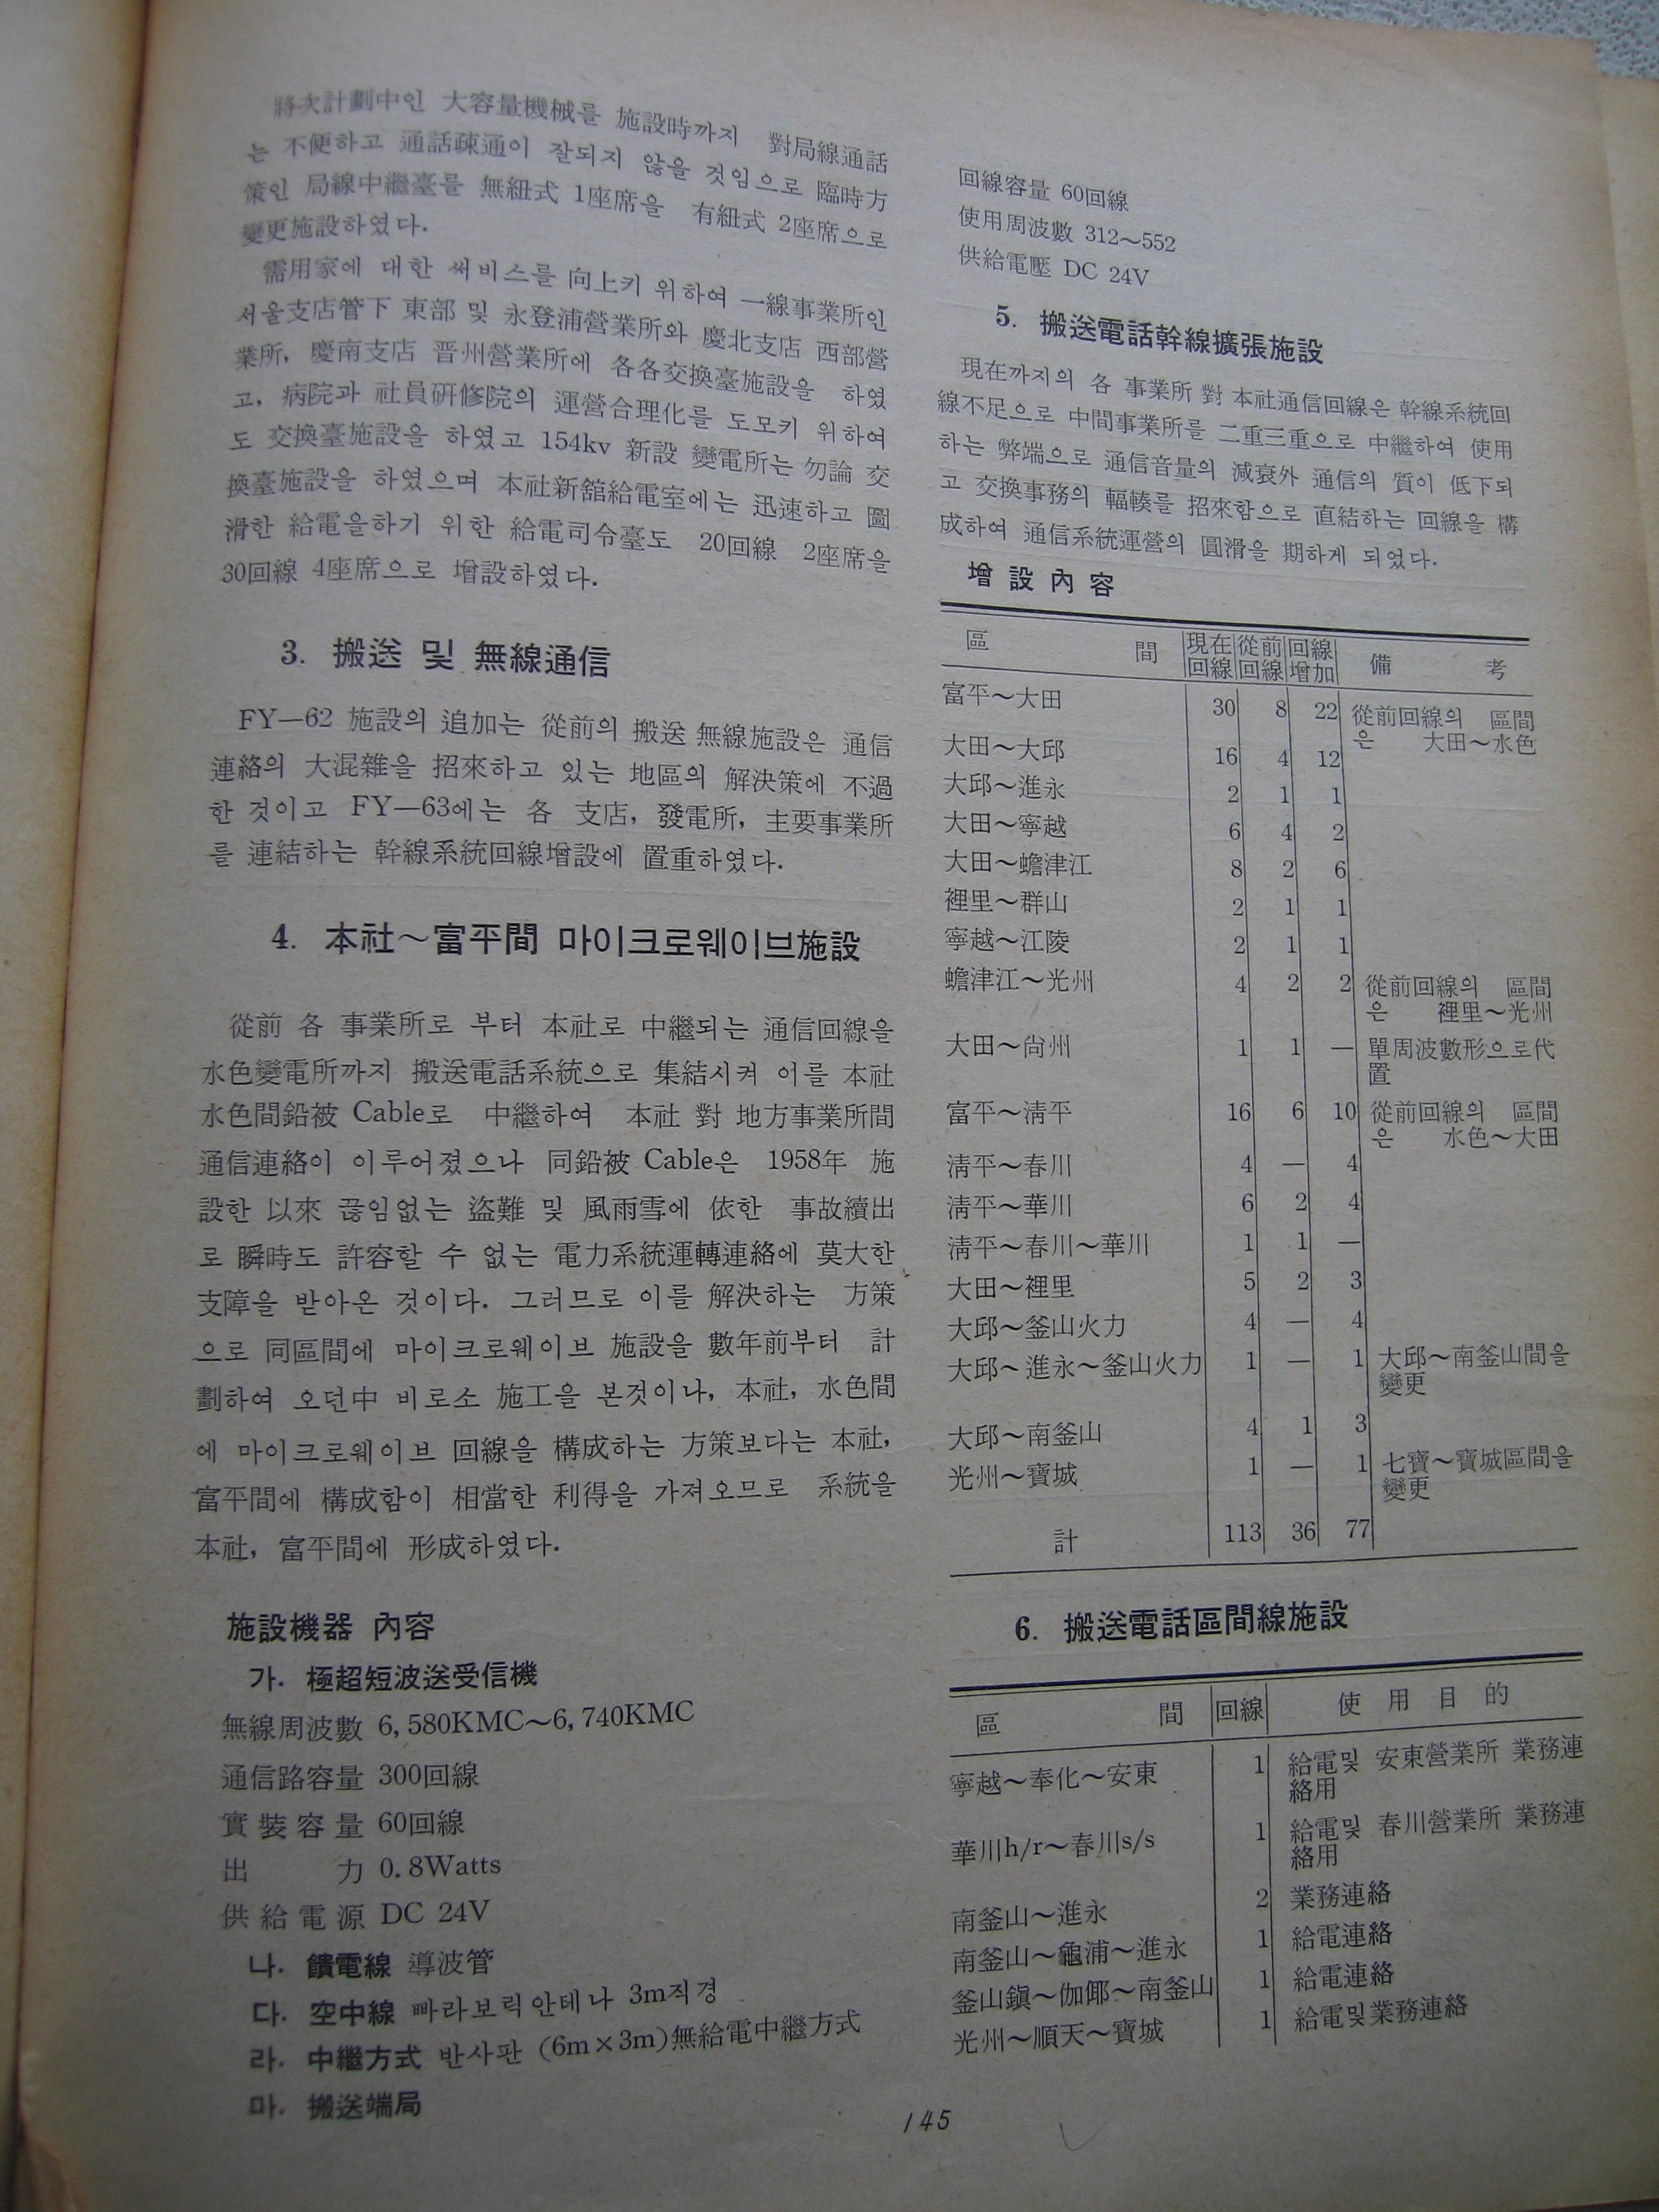 將次計劃中인 大容量機械를 施設時까지 對局線通話
는 不便하고 通話疎通이 잘되지 않을 것임으로 臨時方
策인 局線中繼臺를 無紐式 1座席을 有紐式 2座席으로
變更施設하였다.
需用家에 대한 써비스를 向上키 위하여 一線事業所인
서울支店管下 東部 및 永登浦營業所와 慶北支店 西部營
業所, 慶南支店 晋州營業所에 各各交換臺施設을 하였
고, 病院과 社員硏修院의 運營合理化를 도모키 위하여
도 交換臺施設을 하였고 154kv 新設 變電所는 勿論 交
換臺施設을 하였으며 本社新舘給電室에는 迅速하고 圖
滑한 給電을하기 위한 給電司令臺도 20回線 2座席을
30回線 4座席으로 增設하였다.
3. 搬送 및 無線通信
FY—62 施設의 追加는 從前의 搬送 無線施設은 通信
連絡의 大混雜을 招來하고 있는 地區의 解決策에 不過
한 것이고 FY—63에는 各 支店, 發電所, 主要事業所
를 連結하는 幹線系統回線增設에 置重하였다.
4. 本社～富平間 마이크로웨이브施設
從前 各 事業所로 부터 本社로 中繼되는 通信回線을
水色變電所까지 搬送電話系統으로 集結시켜 이를 本社
水色間鉛被 Cable로 中繼하여 本社 對 地方事業所間
通信連絡이 이루어졌으나 同鉛被 Cable은 1958年 施
設한 以來 끊임없는 盜難 및 風雨雪에 依한 事故續出
로 瞬時도 許容할 수 없는 電力系統運轉連絡에 莫大한
支障을 받아온 것이다. 그러므로 이를 解決하는 方策
으로 同區間에 마이크로웨이브 施設을 數年前부터 計
劃하여 오던中 비로소 施工을 본것이나, 本社, 水色間
에 마이크로웨이브 回線을 構成하는 方策보다는 本社,
富平間에 構成함이 相當한 利得을 가져오므로 系統을
本社, 富平間에 形成하였다.
施設機器 內容
가. 極超短波送受信機
無線周波數 6,580KMC～6,740KMC
通信路容量 300回線
實裝容量 60回線
出 力 0.8Watts
供給電源 DC 24V
나. 饋電線 導波管
다. 空中線 빠라보릭안테나 3m직경
라. 中繼方式 반사판 (6m×3m)無給電中繼方式
마. 搬送端局
回線容量 60回線
使用周波數 312～552
供給電壓 DC 24V
5. 搬送電話幹線擴張施設
現在까지의 各 事業所 對 本社通信回線은 幹線系統回
線不足으로 中間事業所를 二重三重으로 中繼하여 使用
하는 弊端으로 通信音量의 減衰外 通信의 質이 低下되
고 交換事務의 輻輳를 招來함으로 直結하는 回線을 構
成하여 通信系統運營의 圓滑을 期하게 되었다.
增設內容
區 間 現在回線 從前回線 回線增加 備 考
富平～大田 30 8 22 從前回線의 區間
은 大田～水色
大田～大邱 16 4 12
大邱～進永 2 1 1
大田～寧越 6 4 2
大田～蟾津江 8 2 6
裡里～群山 2 1 1
寧越～江陵 2 1 1
蟾津江～光州 4 2 2 從前回線의 區間
은 裡里～光州
大田～尙州 1 1 — 單周波數形으로代
置
富平～淸平 16 6 10 從前回線의 區間
은 水色～大田
淸平～春川 4 — 4
淸平～華川 6 2 4
淸平～春川～華川 1 1 —
大田～裡里 5 2 3
大邱～釜山火力 4 — 4
大邱～進永～釜山火力 1 — 1 大邱～南釜山間을
變更
大邱～南釜山 4 1 3
光州～寶城 1 — 1 七寶～寶城區間을
變更
計 113 36 77
6. 搬送電話區間線施設
區 間 回線 使用目的
寧越～奉化～安東 1 給電및 安東營業所 業務連
絡用
華川h/r～春川s/s 1 給電및 春川營業所 業務連
絡用
南釜山～進永 2 業務連絡
南釜山～龜浦～進永 1 給電連絡
釜山鎭～伽倻～南釜山 1 給電連絡
光州～順天～寶城 1 給電및業務連絡
145